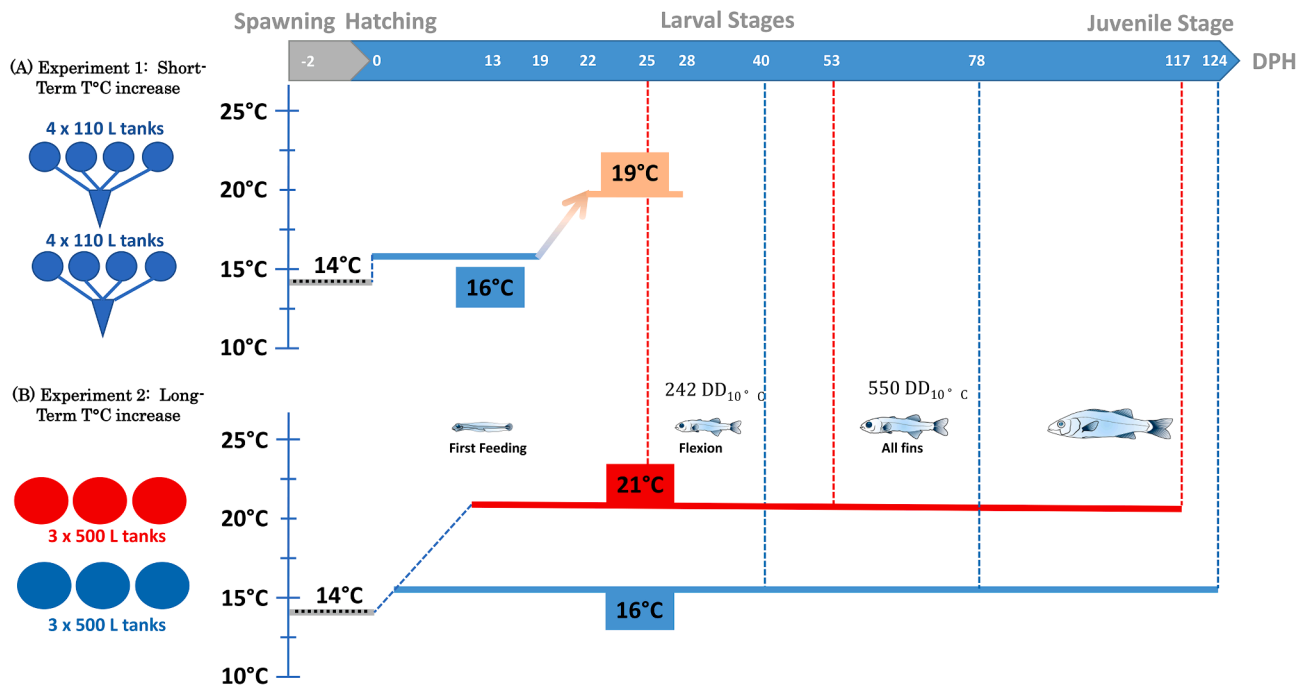 Spawning Hatching Larval Stages Juvenile Stage
-2 0 13 19 22 25 28 40 53 78 117 124 DPH
(A) Experiment 1: Short-
Term T°C increase
4 x 110 L tanks
4 x 110 L tanks
25°C
20°C
15°C
10°C
19°C
14°C
16°C
(B) Experiment 2: Long-
Term T°C increase
3 x 500 L tanks
3 x 500 L tanks
242 DD10° C
550 DD10° C
First Feeding
Flexion
All fins
25°C
20°C
15°C
10°C
21°C
14°C
16°C